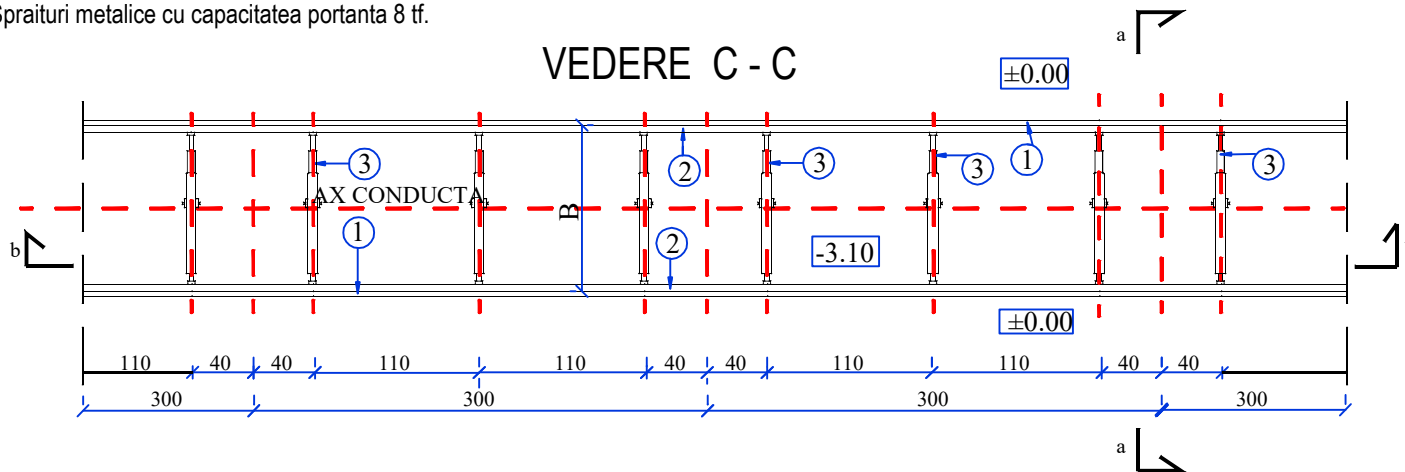 Spraituri metalice cu capacitatea portanta 8 tf.
a
VEDERE C - C
±0.00
3
2
3
3
1
3
AX CONDUCTA
B
1
2
-3.10
b
±0.00
110 40 40 110 110 40 40 110 110 40 40
300 300 300 300
a